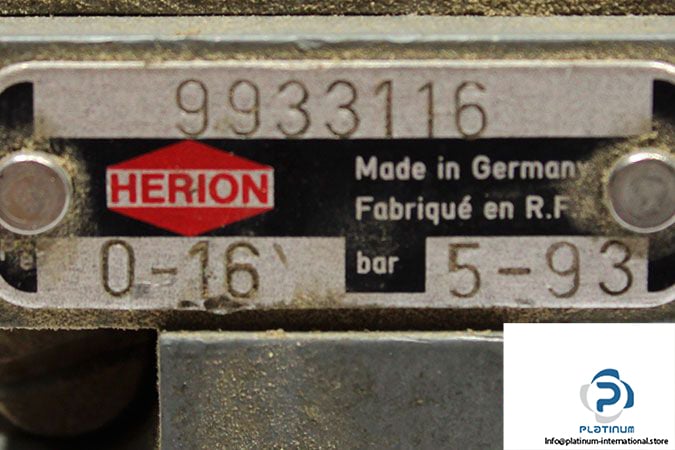 9933116
HERION
Made in Germany
Fabriqué en R.F.
0-16 bar 5-93
PLATINUM
Info@platinum-international.store